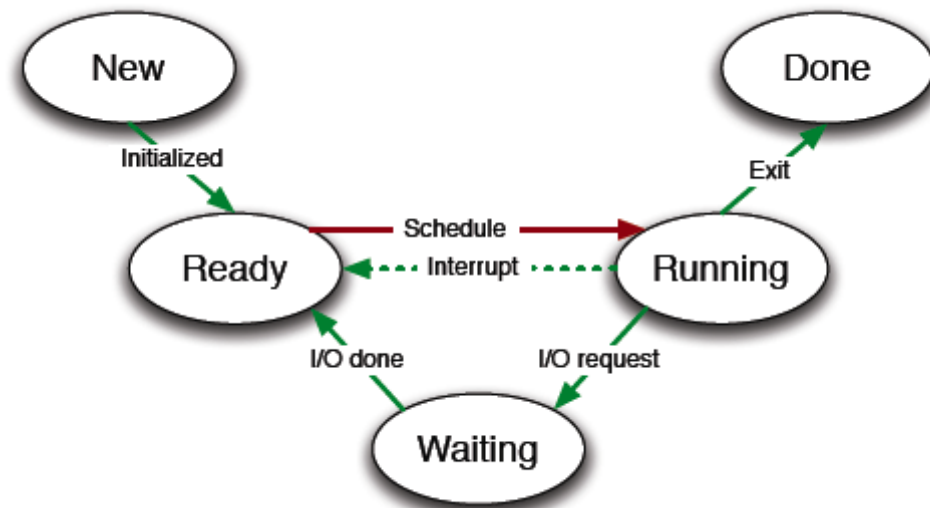 New
Done
Initialized
Exit
Schedule
Ready
Interrupt
Running
I/O done
I/O request
Waiting